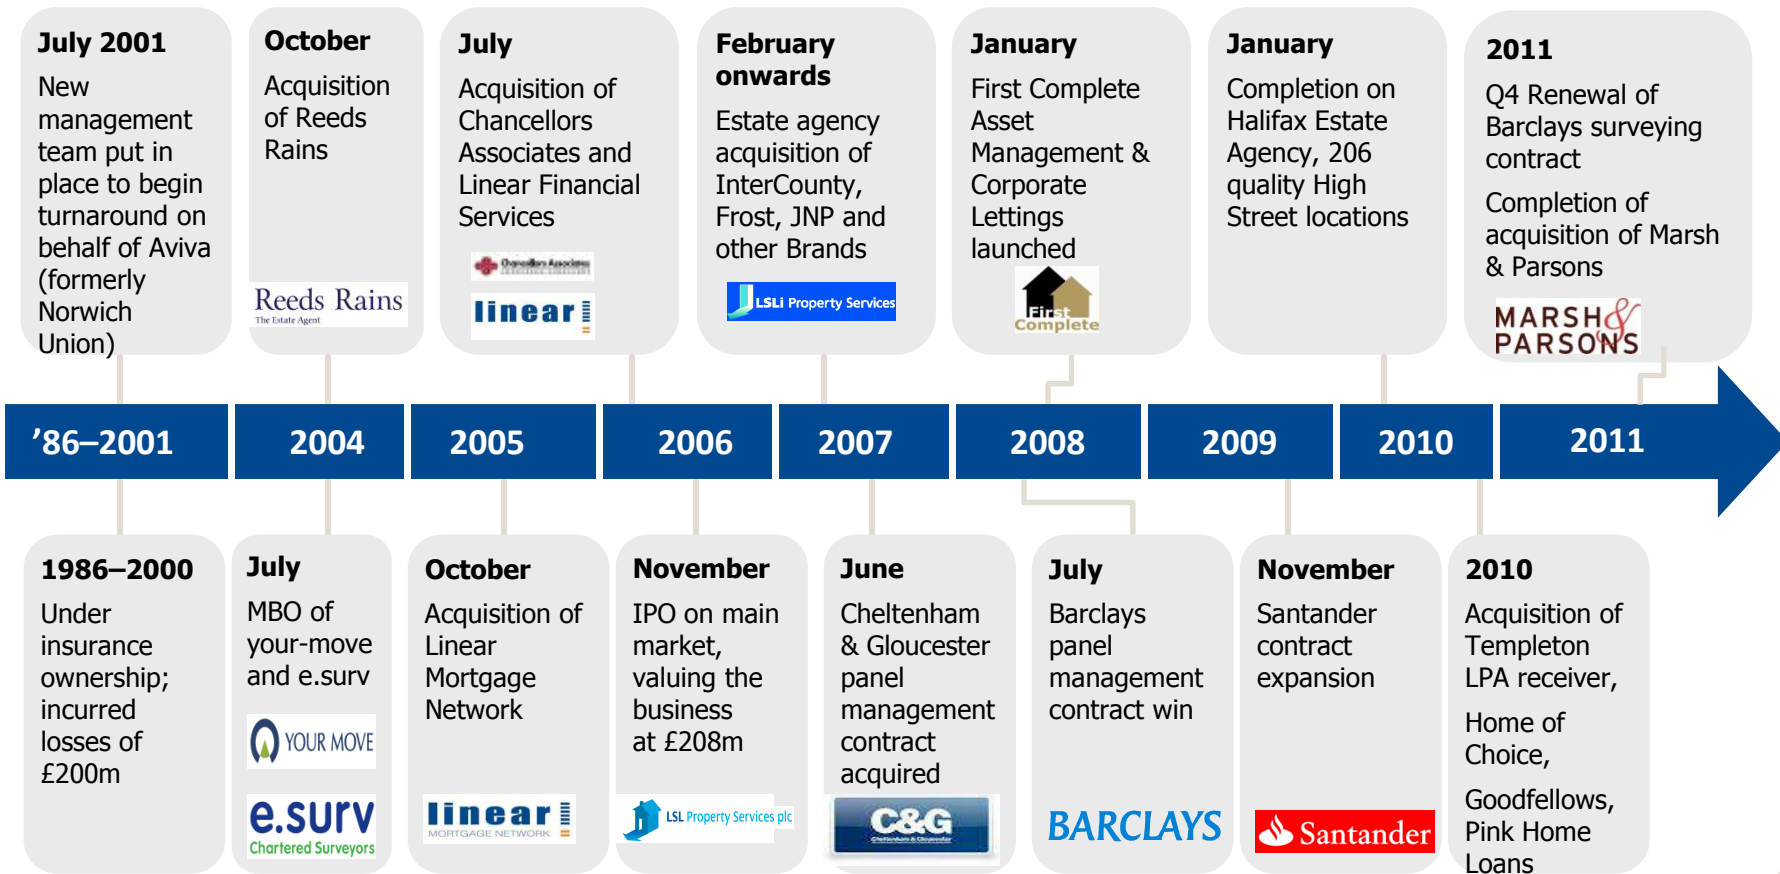 July 2001
New
management
team put in
place to begin
turnaround on
behalf of Aviva
(formerly
Norwich
Union)
October
Acquisition
of Reeds
Rains
Reeds Rains
The Estate Agent
July
Acquisition of
Chancellors
Associates and
Linear Financial
Services
Chancellors Associates
linear
February
onwards
Estate agency
acquisition of
InterCounty,
Frost, JNP and
other Brands
LSLi Property Services
January
First Complete
Asset
Management &
Corporate
Lettings
launched
First
Complete
January
Completion on
Halifax Estate
Agency, 206
quality High
Street locations
2011
Q4 Renewal of
Barclays surveying
contract
Completion of
acquisition of Marsh
& Parsons
MARSH &
PARSONS
’86–2001
2004
2005
2006
2007
2008
2009
2010
2011
1986–2000
Under
insurance
ownership;
incurred
losses of
£200m
July
MBO of
your-move
and e.surv
YOUR MOVE
e.surv
Chartered Surveyors
October
Acquisition of
Linear
Mortgage
Network
linear
MORTGAGE NETWORK
November
IPO on main
market,
valuing the
business
at £208m
LSL Property Services plc
June
Cheltenham
& Gloucester
panel
management
contract
acquired
C&G
Cheltenham & Gloucester
July
Barclays
panel
management
contract win
BARCLAYS
November
Santander
contract
expansion
Santander
2010
Acquisition of
Templeton
LPA receiver,
Home of
Choice,
Goodfellows,
Pink Home
Loans